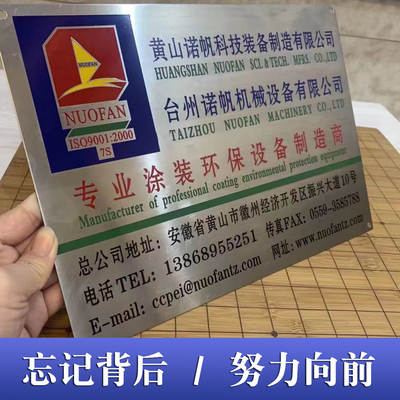 NUOFAN
NUOFAN
ISO9001:2000
7S
黄山诺帆科技装备制造有限公司
HUANGSHAN NUOFAN SCL & TECH. MFRS. CO.,LTD
台州诺帆机械设备有限公司
TAIZHOU NUOFAN MACHINERY CO.,LTD
专业涂装环保设备制造商
Manufacturer of professional coating environmental protection equipment
总公司地址：安徽省黄山市徽州经济开发区振兴大道10号
电话TEL：13868955251 传真FAX：0559-3585788
E-mail：ccpei@nuofantz.com 网址：www.nuofantz.com
忘记背后 / 努力向前